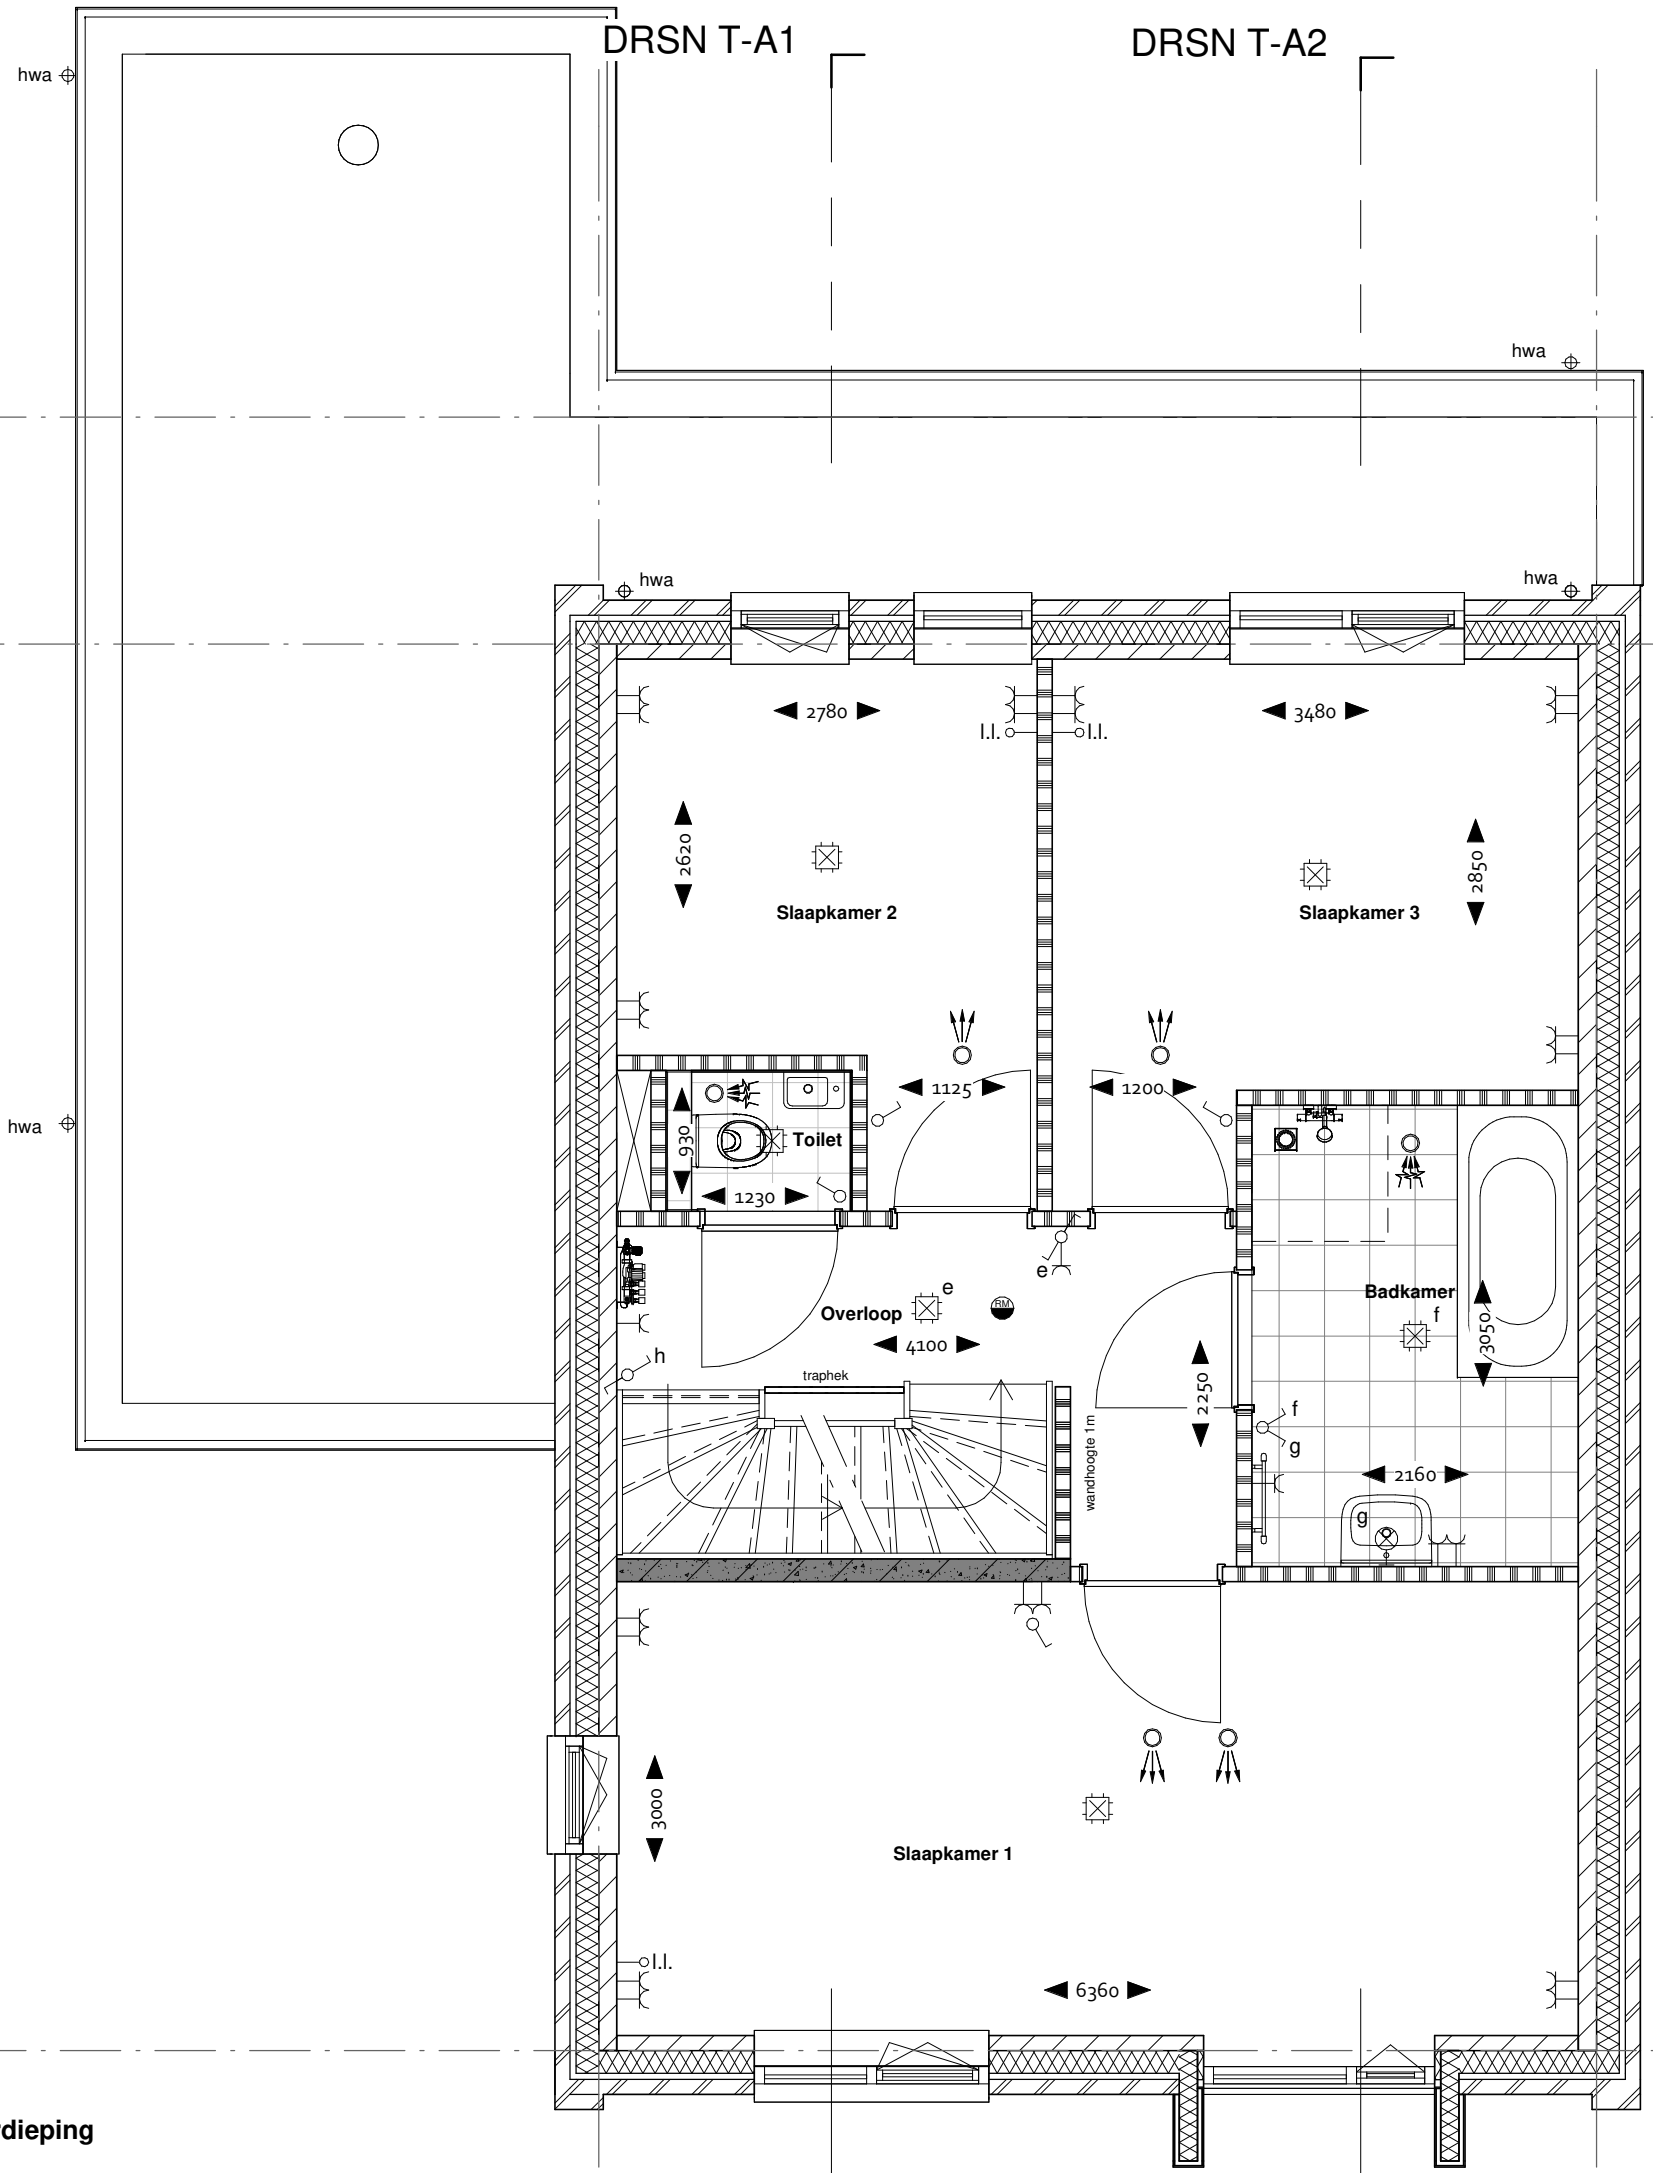 DRSN T-A1
DRSN T-A2
hwa
hwa
hwa
hwa
2780
3480
l.l.
l.l.
2620
2850
Slaapkamer 2
Slaapkamer 3
1125
1200
hwa
930
Toilet
1230
e
e
RM
Overloop
4100
Badkamer
f
3050
h
traphek
2250
wandhoogte 1m
f
g
2160
g
3000
Slaapkamer 1
l.l.
6360
dieping